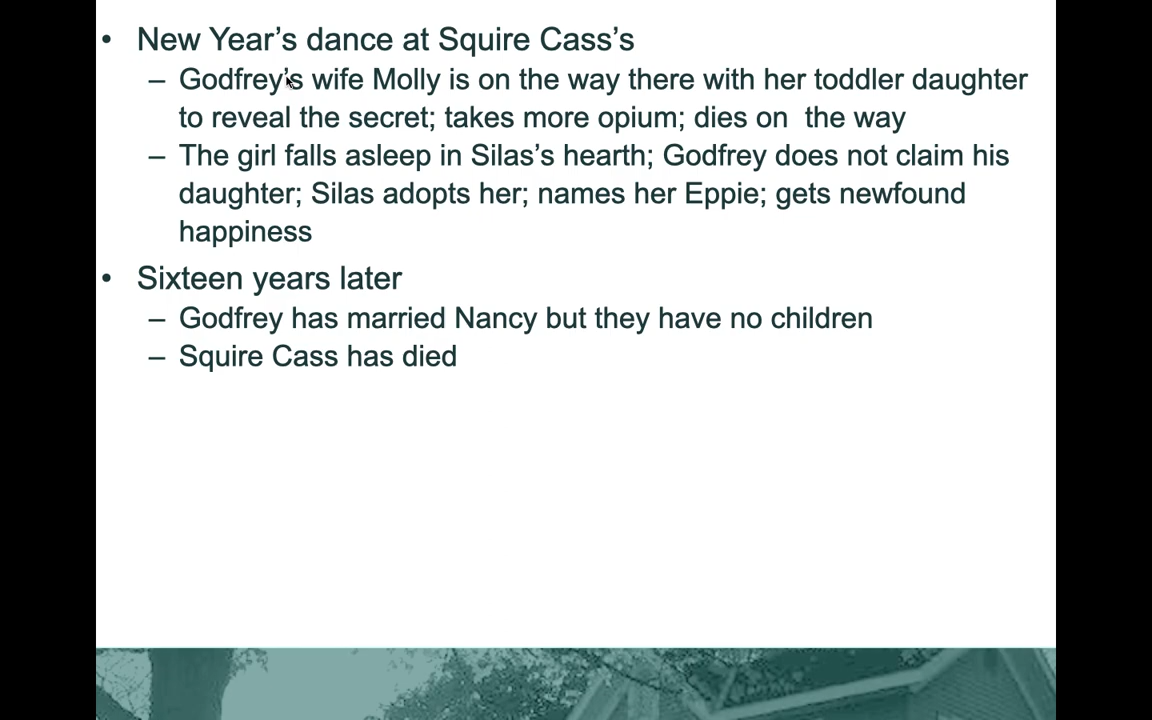 • New Year’s dance at Squire Cass’s
– Godfrey’s wife Molly is on the way there with her toddler daughter
to reveal the secret; takes more opium; dies on  the way
– The girl falls asleep in Silas’s hearth; Godfrey does not claim his
daughter; Silas adopts her; names her Eppie; gets newfound
happiness
• Sixteen years later
– Godfrey has married Nancy but they have no children
– Squire Cass has died